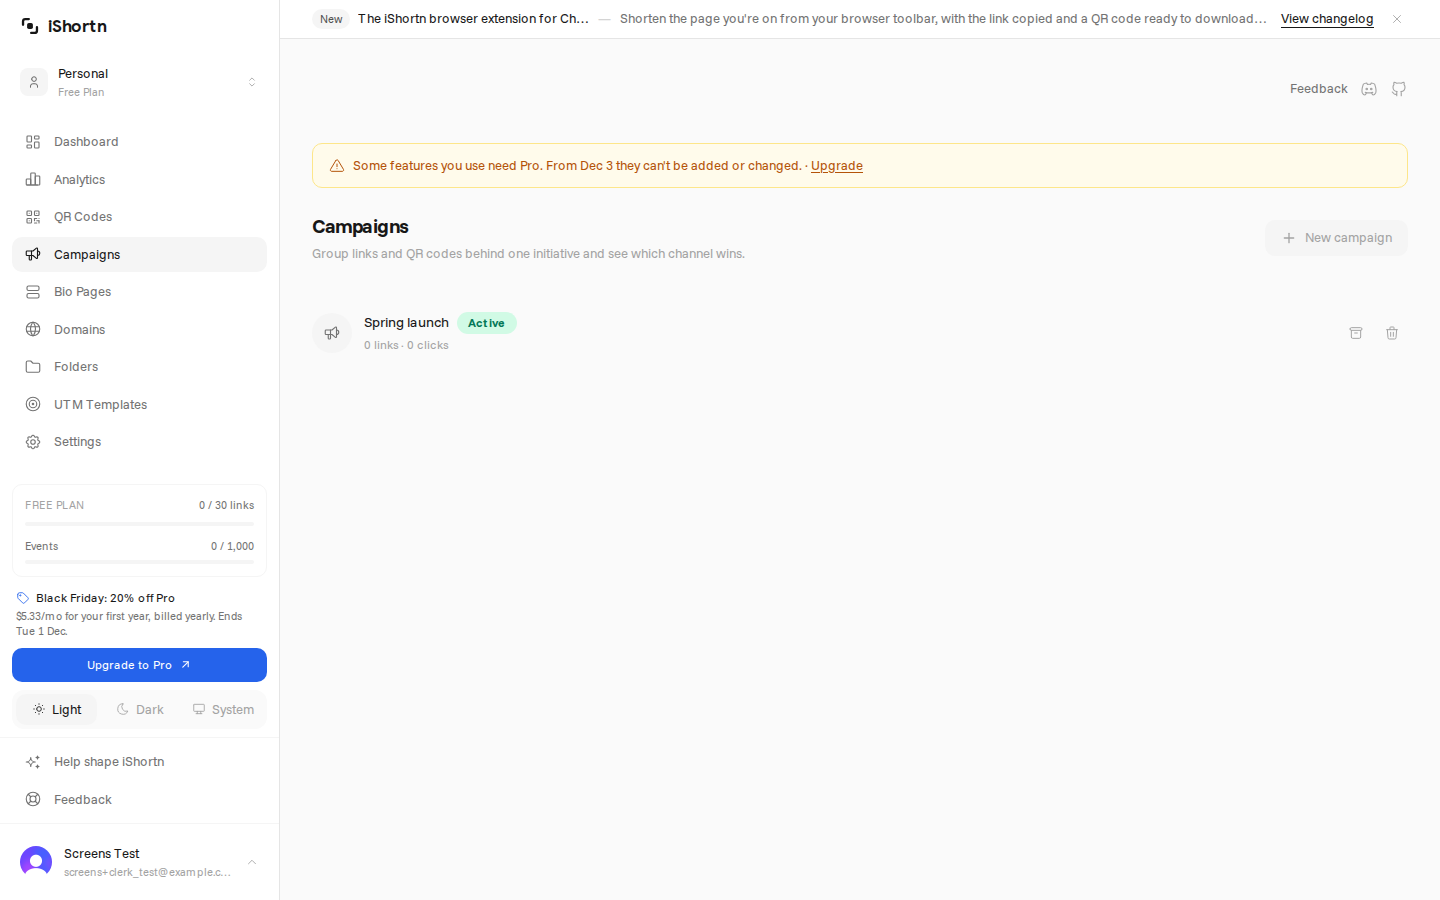 iShortn
Personal
Free Plan
Dashboard
Analytics
QR Codes
Campaigns
Bio Pages
Domains
Folders
UTM Templates
Settings
FREE PLAN 0 / 30 links
Events 0 / 1,000
Black Friday: 20% off Pro
$5.33/mo for your first year, billed yearly. Ends
Tue 1 Dec.
Upgrade to Pro
Light Dark System
Help shape iShortn
Feedback
Screens Test
screens+clerk_test@example.c...
New The iShortn browser extension for Ch... — Shorten the page you're on from your browser toolbar, with the link copied and a QR code ready to download... View changelog
Feedback
Some features you use need Pro. From Dec 3 they can't be added or changed. · Upgrade
Campaigns
Group links and QR codes behind one initiative and see which channel wins.
New campaign
Spring launch Active
0 links · 0 clicks